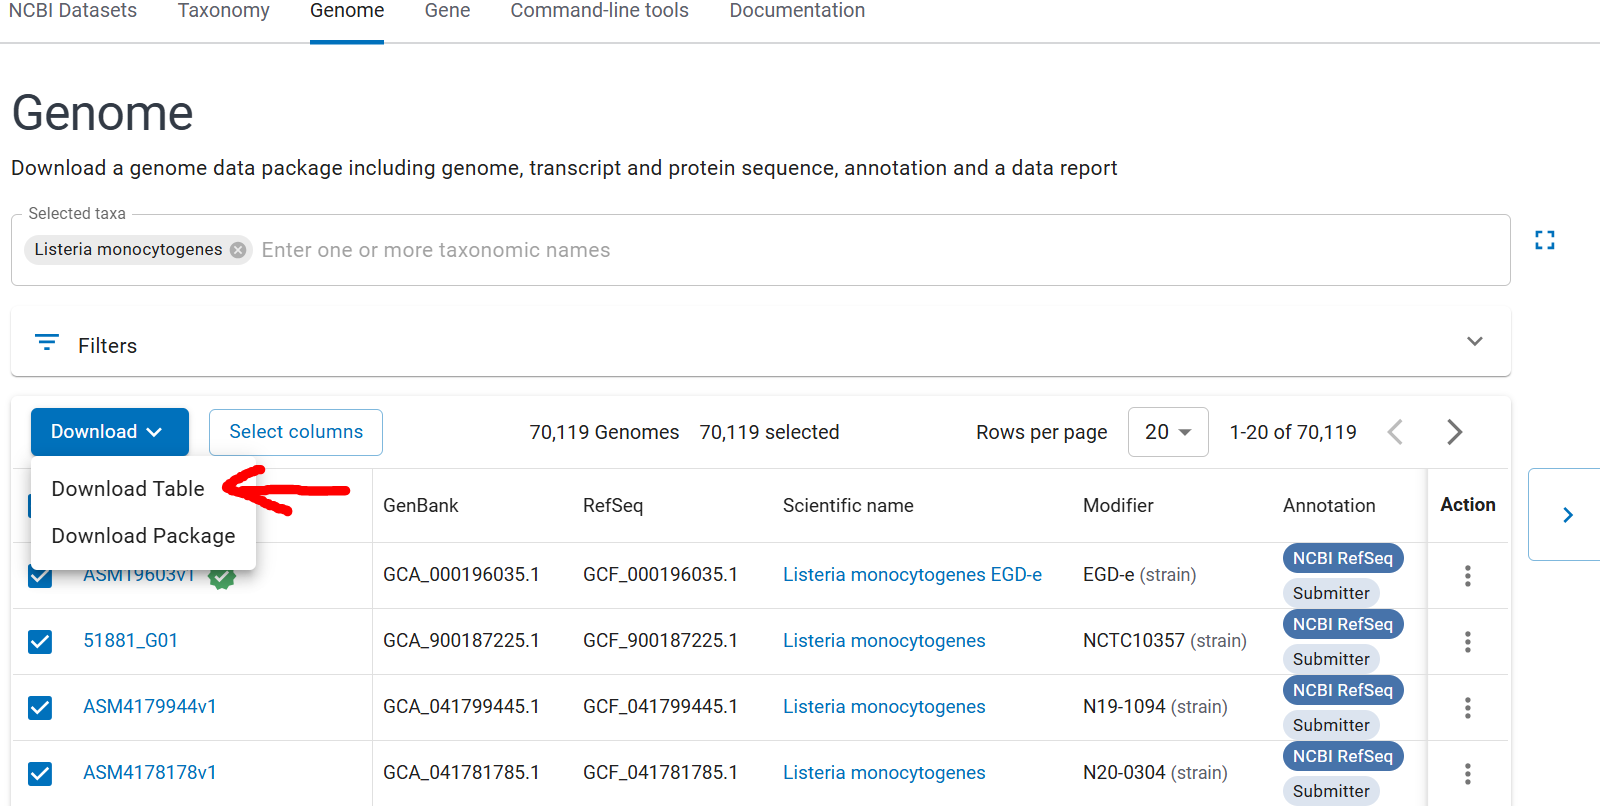 NCBI Datasets Taxonomy Genome Gene Command-line tools Documentation
Genome
Download a genome data package including genome, transcript and protein sequence, annotation and a data report
Selected taxa
Listeria monocytogenes Enter one or more taxonomic names
Filters
Download Select columns 70,119 Genomes 70,119 selected Rows per page 20 1-20 of 70,119
Download Table
Download Package
GenBank RefSeq Scientific name Modifier Annotation Action
ASM19603v1 GCA_000196035.1 GCF_000196035.1 Listeria monocytogenes EGD-e EGD-e (strain) NCBI RefSeq
Submitter
51881_G01 GCA_900187225.1 GCF_900187225.1 Listeria monocytogenes NCTC10357 (strain) NCBI RefSeq
Submitter
ASM4179944v1 GCA_041799445.1 GCF_041799445.1 Listeria monocytogenes N19-1094 (strain) NCBI RefSeq
Submitter
ASM4178178v1 GCA_041781785.1 GCF_041781785.1 Listeria monocytogenes N20-0304 (strain) NCBI RefSeq
Submitter